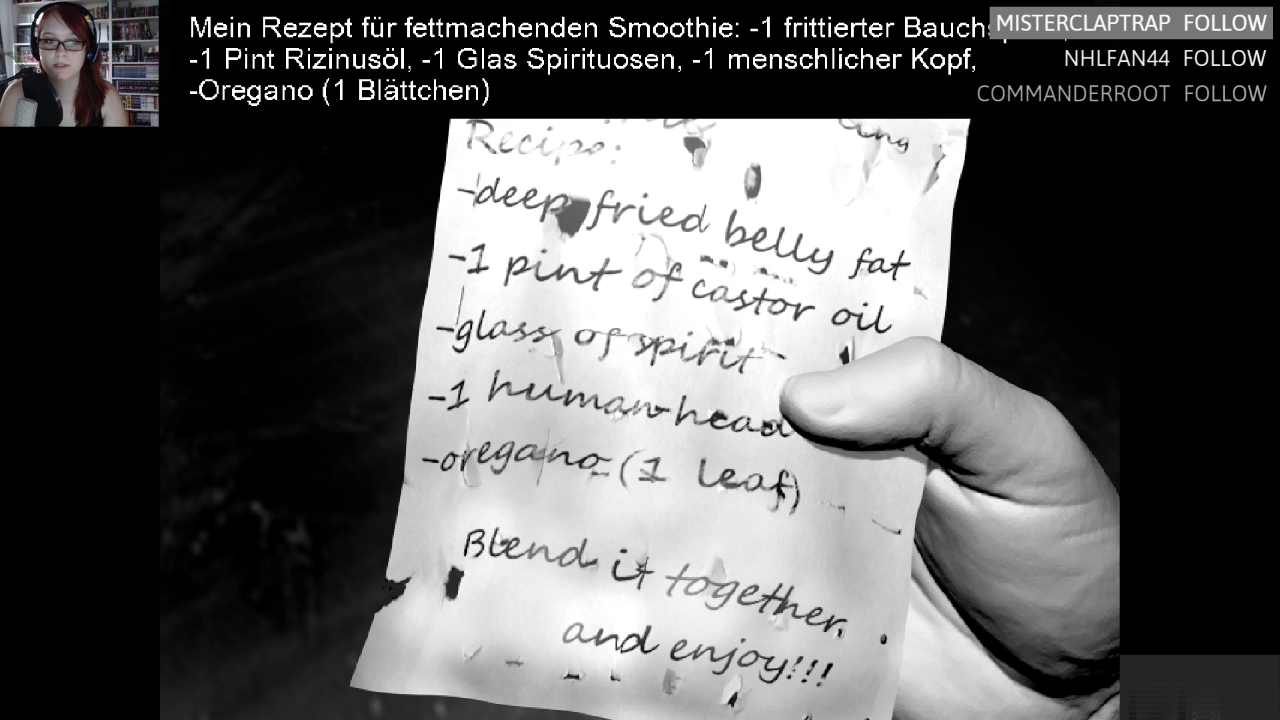 Mein Rezept für fettmachenden Smoothie: -1 frittierter
-1 Pint Rizinusöl, -1 Glas Spirituosen, -1 menschlicher Kopf,
-Oregano (1 Blättchen)
MISTERCLAPTRAP FOLLOW
NHLFAN44 FOLLOW
COMMANDERROOT FOLLOW
Recipe:
-deep fried belly fat
-1 pint of castor oil
-glass of spirit
-1 human head
-oregano (1 leaf)
Blend it together.
and enjoy!!!